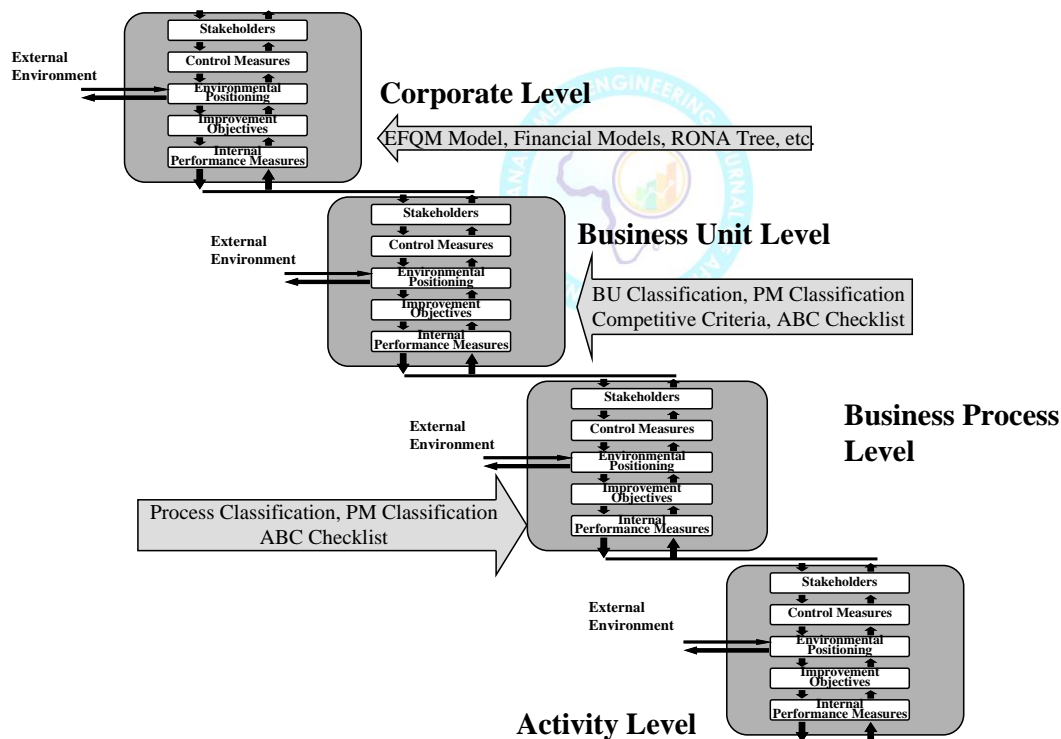 Stakeholders
External
Environment
Control Measures
Environmental
Positioning
Improvement
Objectives
Internal
Performance Measures
Corporate Level
EFQM Model, Financial Models, RONA Tree, etc.
Stakeholders
External
Environment
Control Measures
Environmental
Positioning
Improvement
Objectives
Internal
Performance Measures
Business Unit Level
BU Classification, PM Classification
Competitive Criteria, ABC Checklist
Stakeholders
External
Environment
Control Measures
Environmental
Positioning
Improvement
Objectives
Internal
Performance Measures
Business Process
Level
Process Classification, PM Classification
ABC Checklist
Stakeholders
External
Environment
Control Measures
Environmental
Positioning
Improvement
Objectives
Internal
Performance Measures
Activity Level